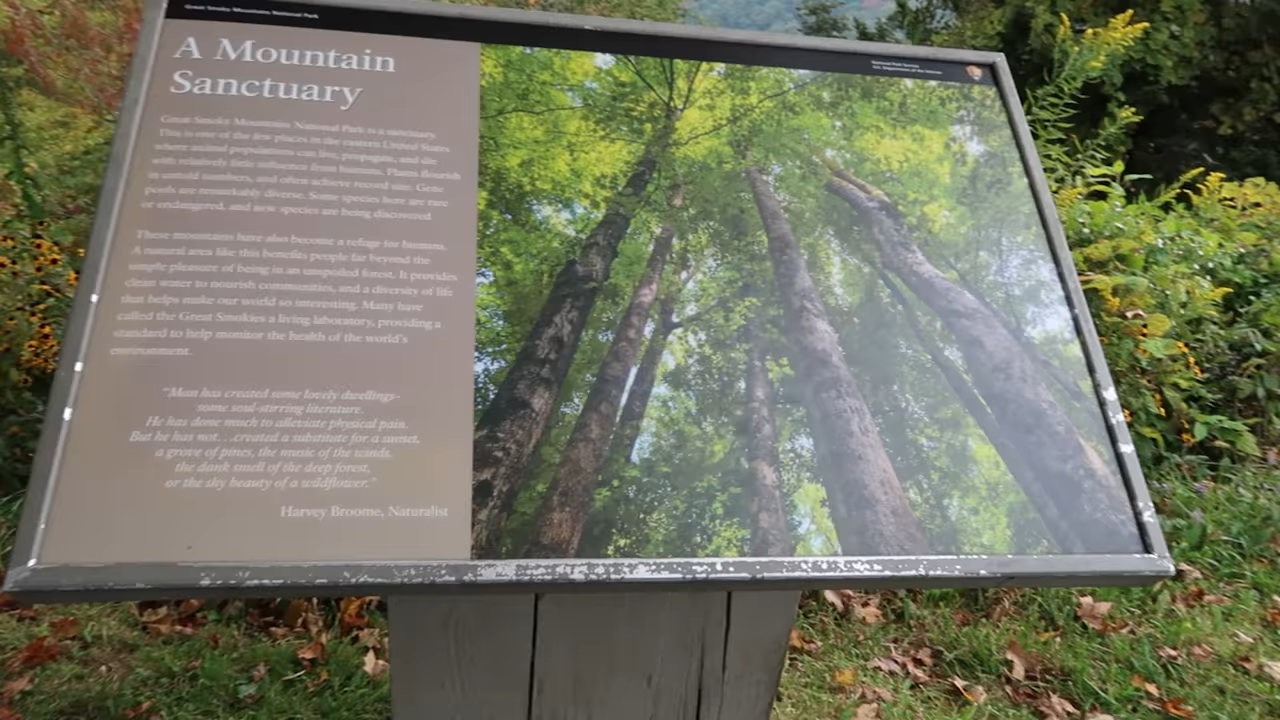 Great Smoky Mountains National Park
National Park Service
U.S. Department of the Interior
A Mountain
Sanctuary
Great Smoky Mountains National Park is a sanctuary.
This is one of the few places in the eastern United States
where animal populations can live, propagate, and die
with relatively little influence from humans. Plants flourish
in untold numbers, and often achieve record size. Gene
pools are remarkably diverse. Some species here are rare
or endangered, and new species are being discovered.
These mountains have also become a refuge for humans.
A natural area like this benefits people far beyond the
simple pleasure of being in an unspoiled forest. It provides
clean water to nourish communities, and a diversity of life
that helps make our world so interesting. Many have
called the Great Smokies a living laboratory, providing a
standard to help monitor the health of the world's
environment.
"Man has created some lovely dwellings-
some soul-stirring literature.
He has done much to alleviate physical pain.
But he has not. . .created a substitute for a sunset,
a grove of pines, the music of the winds,
the dank smell of the deep forest,
or the shy beauty of a wildflower."
Harvey Broome, Naturalist